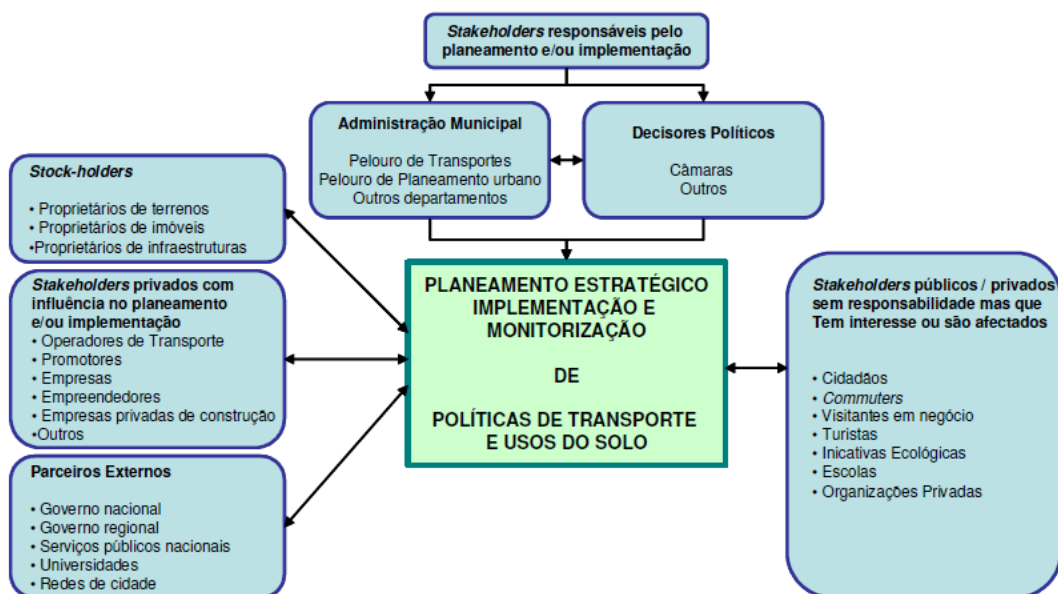 Stakeholders responsáveis pelo
planeamento e/ou implementação
Administração Municipal
Pelouro de Transportes
Pelouro de Planeamento urbano
Outros departamentos
Decisores Políticos
Câmaras
Outros
Stock-holders
• Proprietários de terrenos
• Proprietários de imóveis
•Proprietários de infraestruturas
Stakeholders privados com
influência no planeamento
e/ou implementação
• Operadores de Transporte
• Promotores
• Empresas
• Empreendedores
• Empresas privadas de construção
•Outros
Parceiros Externos
• Governo nacional
• Governo regional
• Serviços públicos nacionais
• Universidades
• Redes de cidade
PLANEAMENTO ESTRATÉGICO
IMPLEMENTAÇÃO E
MONITORIZAÇÃO
DE
POLÍTICAS DE TRANSPORTE
E USOS DO SOLO
Stakeholders públicos / privados
sem responsabilidade mas que
Tem interesse ou são afectados
• Cidadãos
• Commuters
• Visitantes em negócio
• Turistas
• Inicativas Ecológicas
• Escolas
• Organizações Privadas